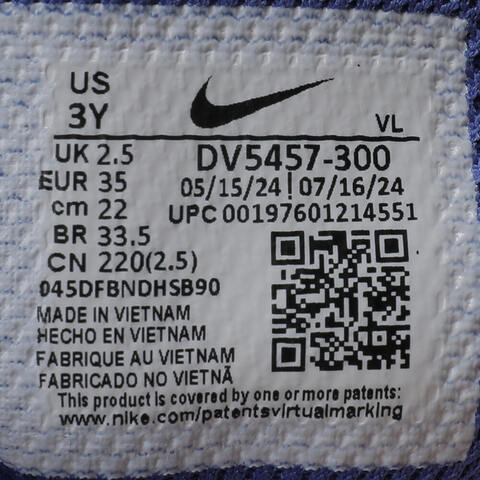 US
3Y
VL
UK 2.5
EUR 35
cm 22
BR 33.5
CN 220(2.5)
DV5457-300
05/15/24 | 07/16/24
UPC 00197601214551
045DFBNDHSB90
MADE IN VIETNAM
HECHO EN VIETNAM
FABRIQUE AU VIETNAM
FABRICADO NO VIETNÃ
This product is covered by one or more patents:
www.nike.com/patentsvirtualmarking